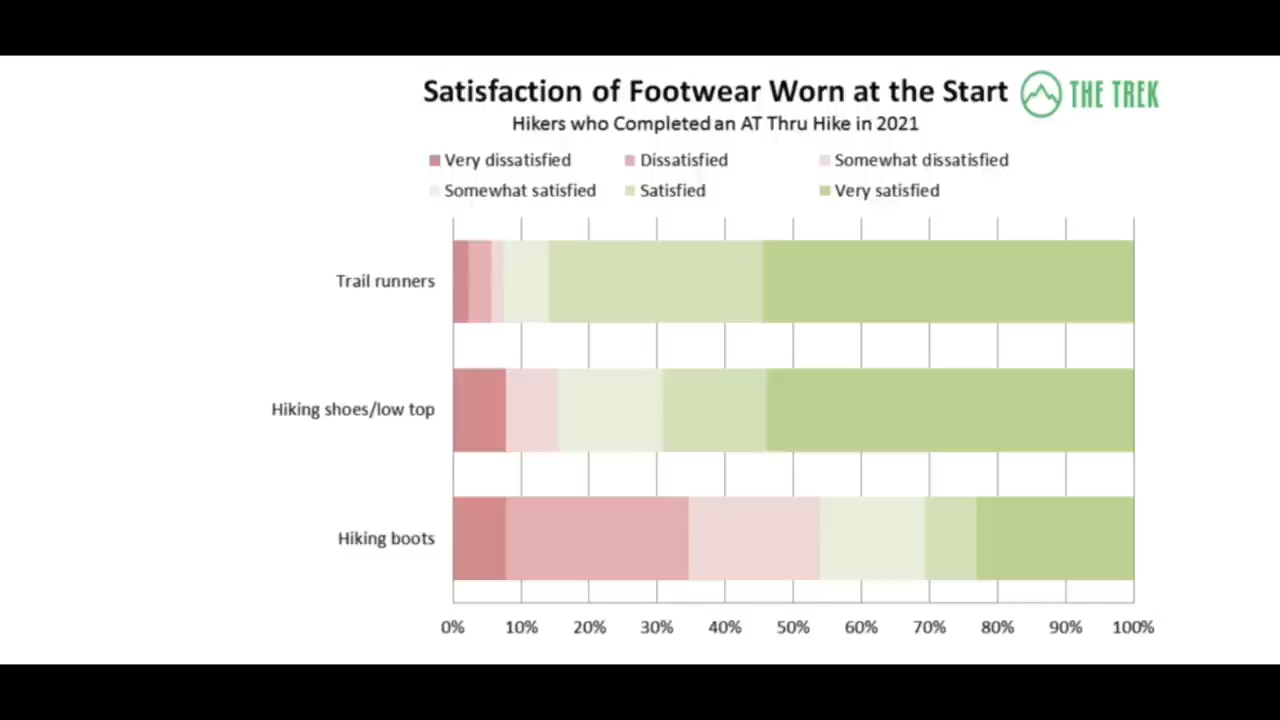 Satisfaction of Footwear Worn at the Start
THE TREK
Hikers who Completed an AT Thru Hike in 2021
Very dissatisfied Dissatisfied Somewhat dissatisfied
Somewhat satisfied Satisfied Very satisfied
Trail runners
Hiking shoes/low top
Hiking boots
0% 10% 20% 30% 40% 50% 60% 70% 80% 90% 100%